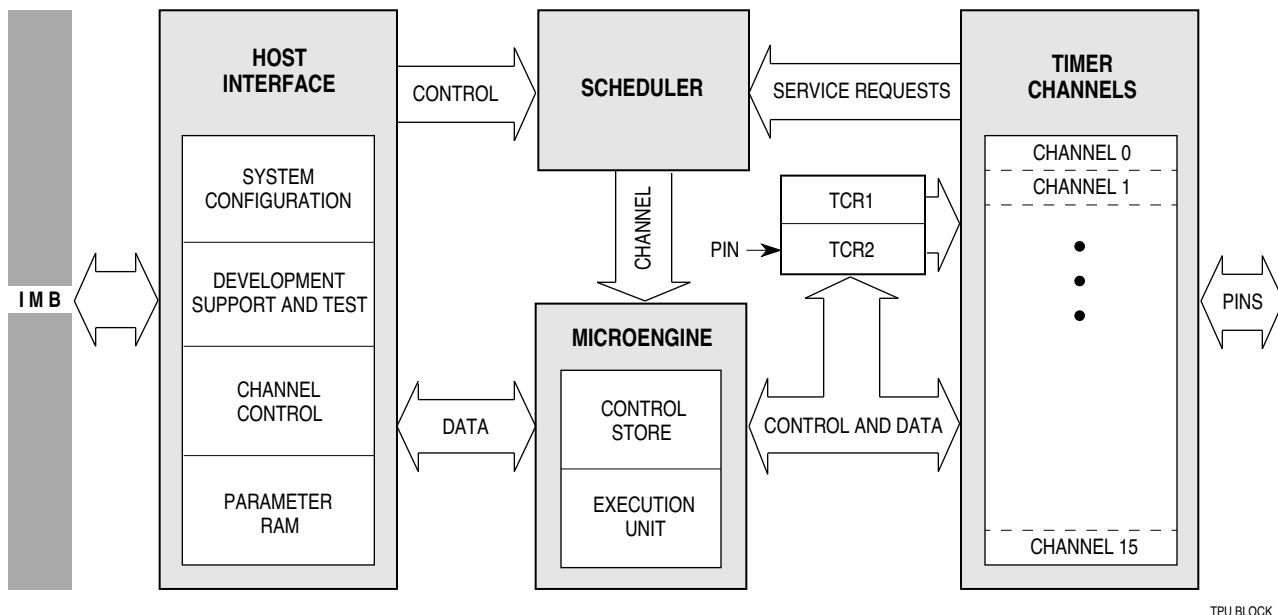 IMB
HOST
INTERFACE
SYSTEM
CONFIGURATION
DEVELOPMENT
SUPPORT AND TEST
CHANNEL
CONTROL
PARAMETER
RAM
CONTROL
DATA
SCHEDULER
CHANNEL
MICROENGINE
CONTROL
STORE
EXECUTION
UNIT
SERVICE REQUESTS
TCR1
PIN
TCR2
CONTROL AND DATA
TIMER
CHANNELS
CHANNEL 0
CHANNEL 1
CHANNEL 15
PINS
TPU BLOCK